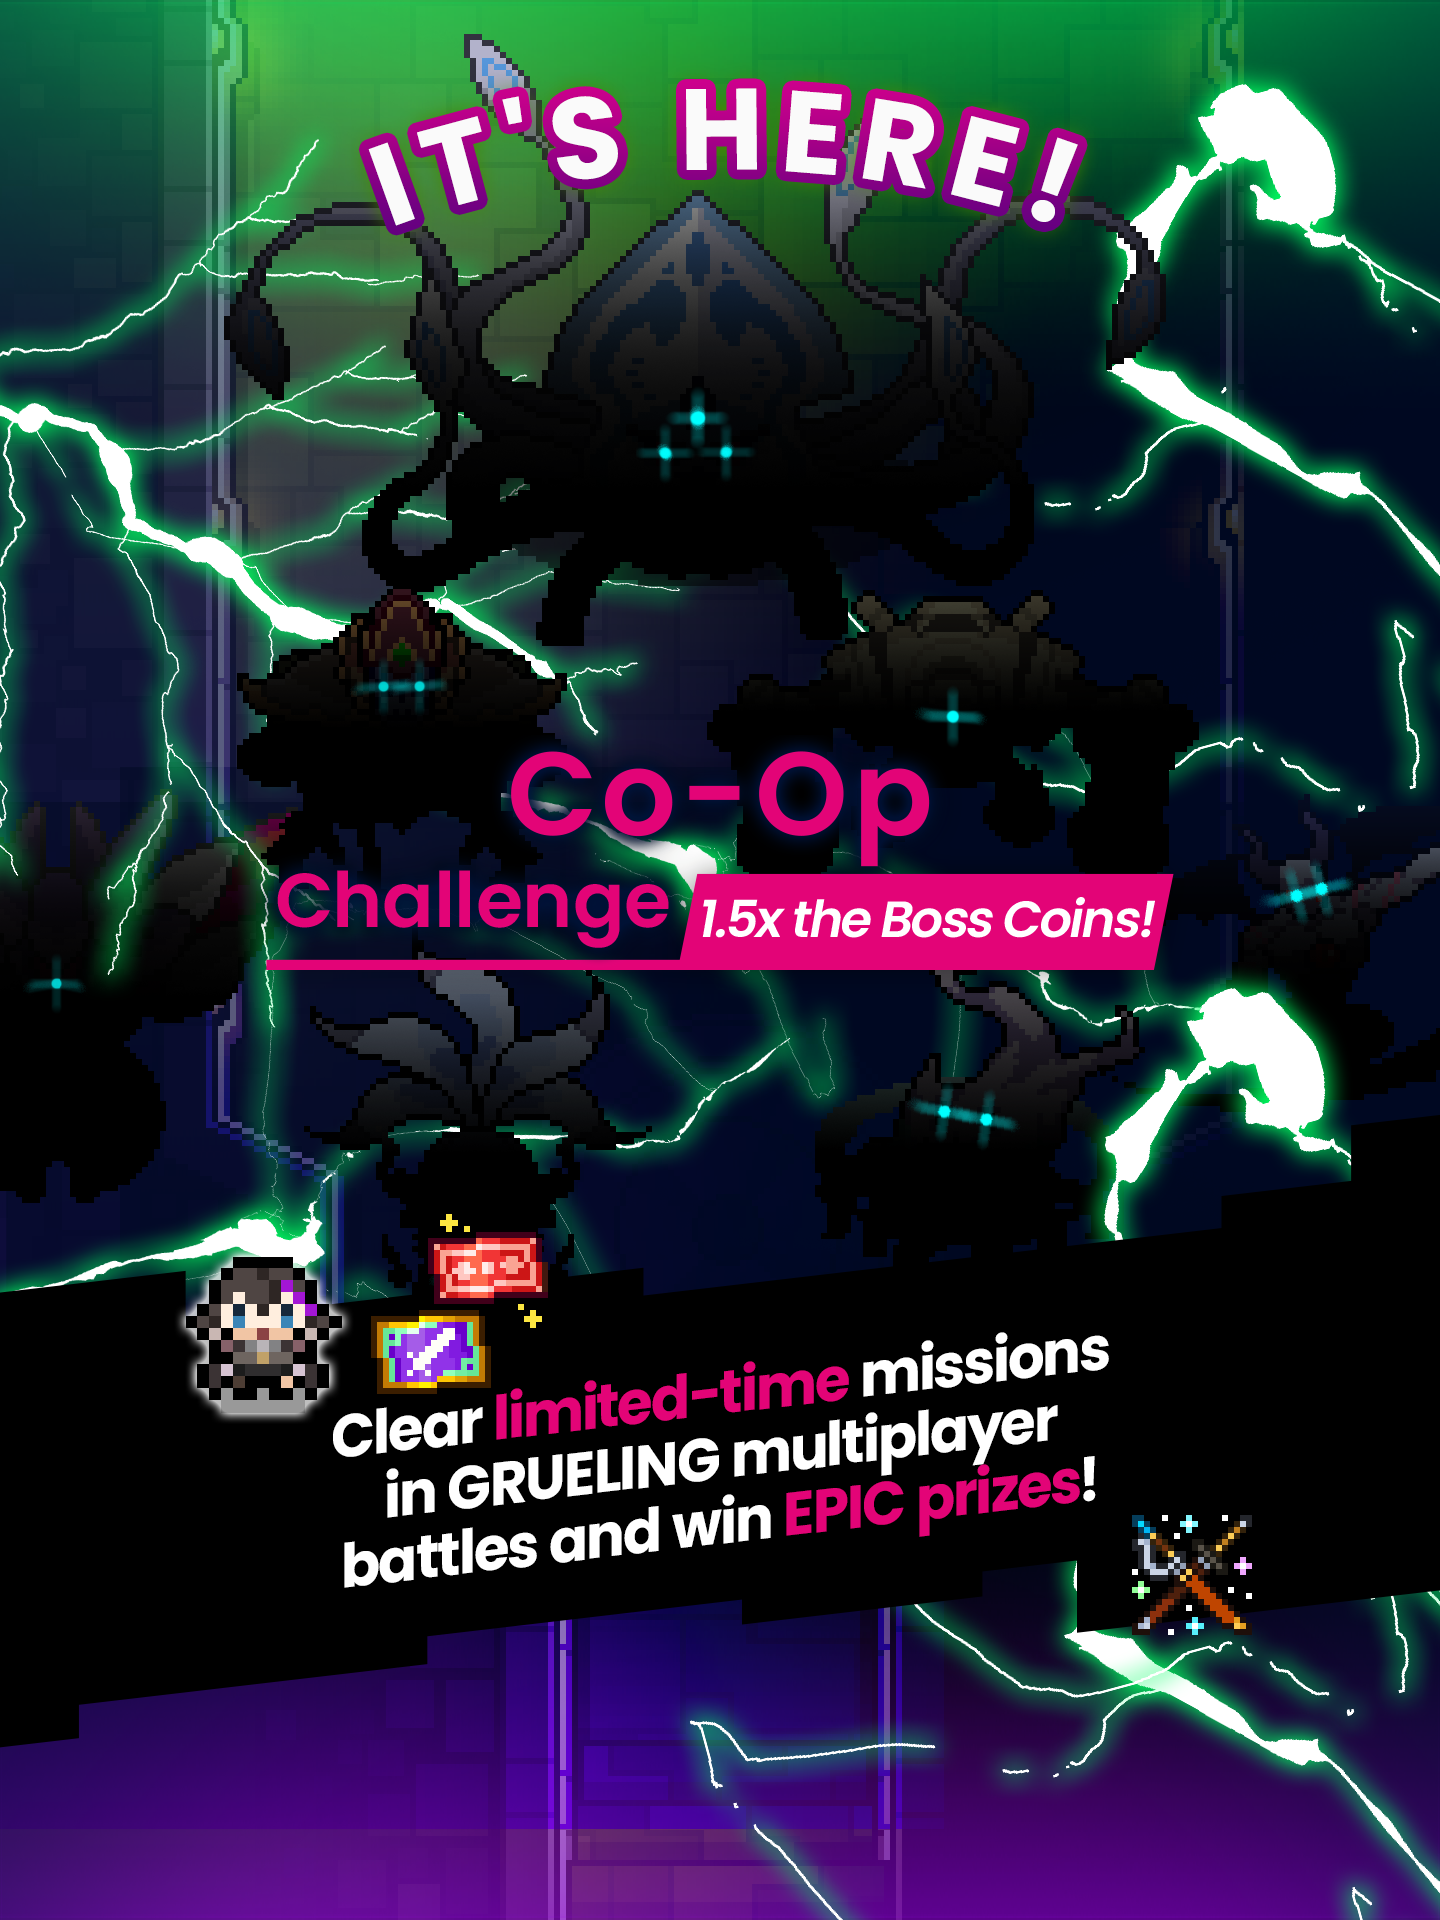 IT'S HERE!
Co-Op
Challenge 1.5x the Boss Coins!
Clear limited-time missions
in GRUELING multiplayer
battles and win EPIC prizes!